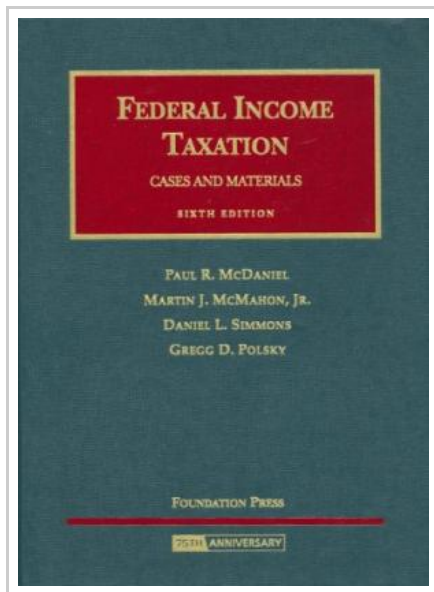 FEDERAL INCOME
TAXATION
CASES AND MATERIALS
SIXTH EDITION
PAUL R. MCDANIEL
MARTIN J. MCMAHON, JR.
DANIEL L. SIMMONS
GREGG D. POLSKY
FOUNDATION PRESS
75TH ANNIVERSARY